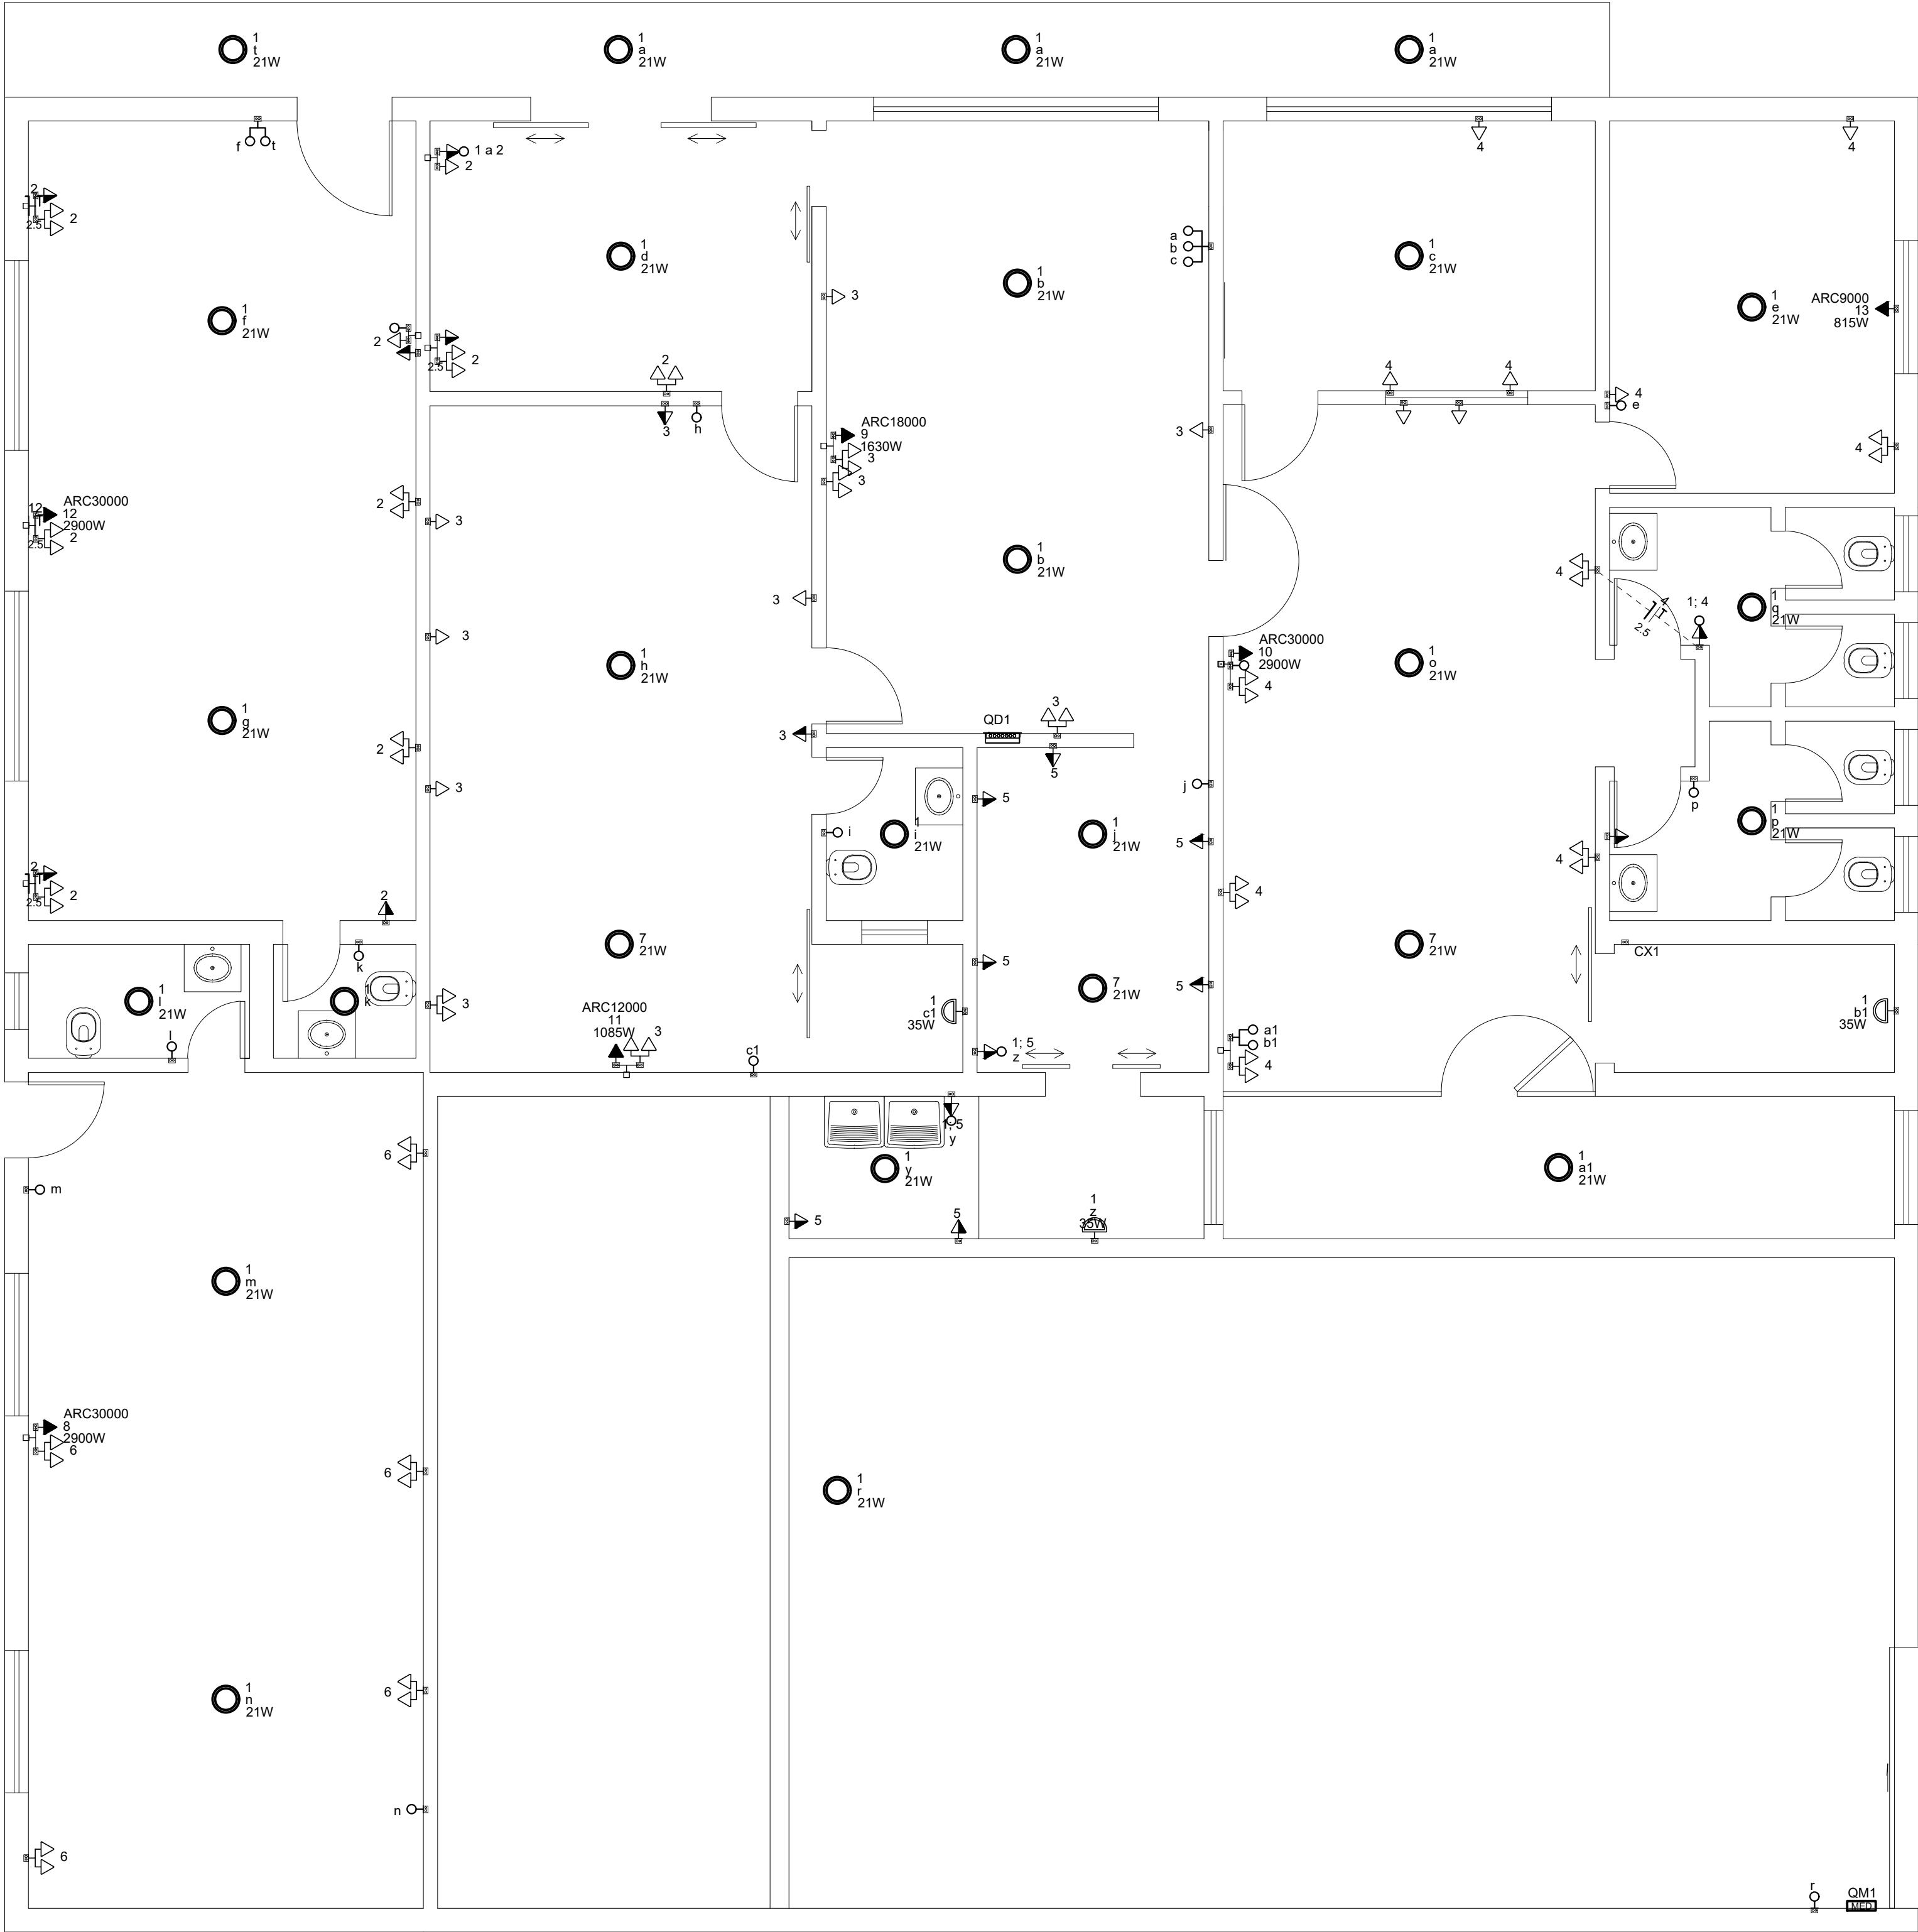 1
t
21W
1
a
21W
1
a
21W
1
a
21W
f
t
1 a 2
2
4
4
2
2.5
2
a
b
c
1
d
21W
1
c
21W
1
b
21W
3
1
f
21W
1
e
21W
ARC9000
13
815W
2
2
2.5
2
4
4
3
h
4
e
ARC18000
9
1630W
3
3
3
4
ARC30000
12
12
2900W
2
2.5
2
3
1
b
21W
4
3
4
2.5
1; 4
1
q
21W
3
ARC30000
10
2900W
4
1
h
21W
1
o
21W
1
g
21W
2
3
QD1
3
5
3
5
j
p
i
1
i
21W
1
j
21W
5
1
p
21W
4
2
2.5
2
2
4
k
7
21W
7
21W
CX1
5
5
7
21W
1
l
21W
1
k
3
ARC12000
11
1085W
3
1
c1
35W
1
b1
35W
l
c1
1; 5
z
a1
b1
4
1; 5
y
6
1
y
21W
1
a1
21W
m
5
5
1
z
35W
1
m
21W
ARC30000
8
2900W
6
6
1
r
21W
6
1
n
21W
n
6
r
QM1
MED